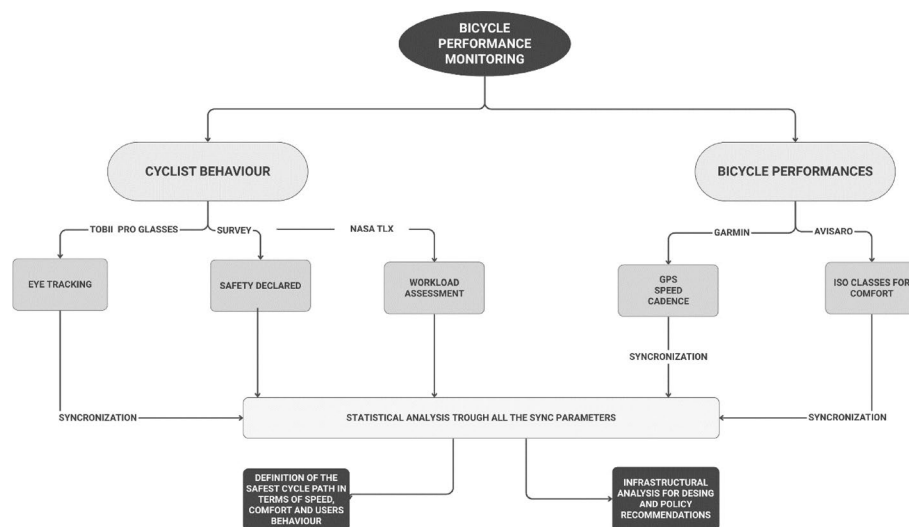 BICYCLE
PERFORMANCE
MONITORING
CYCLIST BEHAVIOUR
BICYCLE PERFORMANCES
TOBII PRO GLASSES
SURVEY
NASA TLX
GARMIN
AVISARO
EYE TRACKING
SAFETY DECLARED
WORKLOAD
ASSESSMENT
GPS
SPEED
CADENCE
ISO CLASSES FOR
COMFORT
SYNCRONIZATION
SYNCRONIZATION
STATISTICAL ANALYSIS TROUGH ALL THE SYNC PARAMETERS
SYNCRONIZATION
DEFINITION OF THE
SAFEST CYCLE PATH IN
TERMS OF SPEED,
COMFORT AND USERS
BEHAVIOUR
INFRASTRUCTURAL
ANALYSIS FOR DESING
AND POLICY
RECOMMENDATIONS